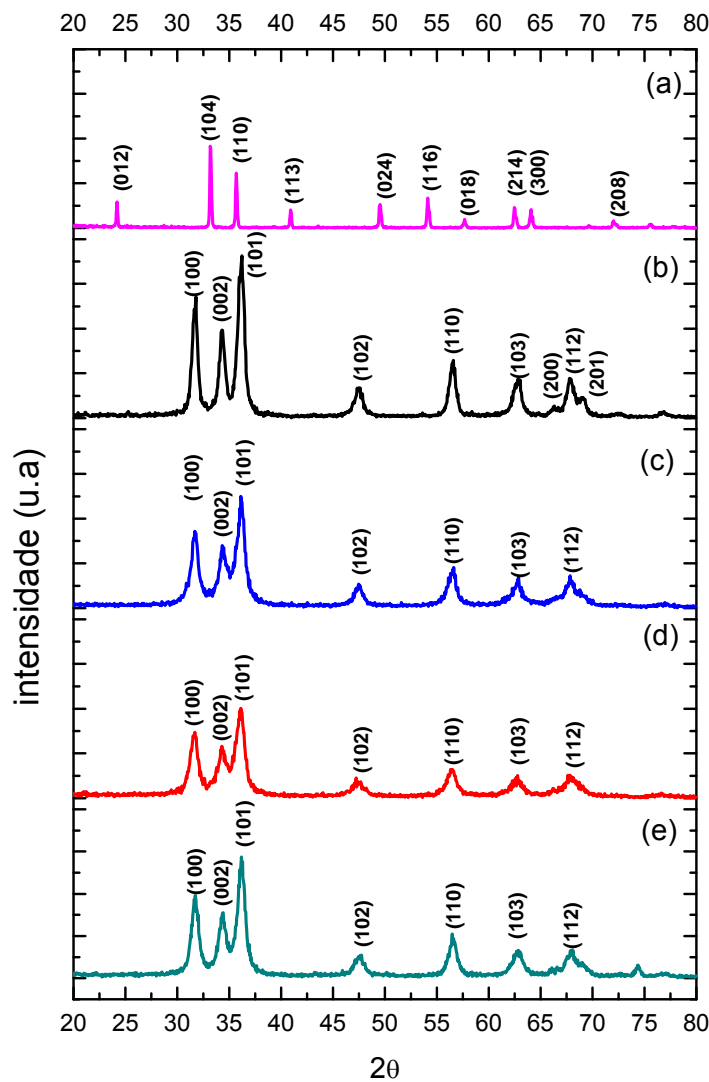 20 25 30 35 40 45 50 55 60 65 70 75 80
(a)
(012) (104) (110) (113) (024) (116) (018) (214) (300) (208)
(b)
(100) (002) (101) (102) (110) (103) (200) (112) (201)
(c)
(100) (002) (101) (102) (110) (103) (112)
(d)
(100) (002) (101) (102) (110) (103) (112)
(e)
(100) (002) (101) (102) (110) (103) (112)
intensidade (u.a)
20 25 30 35 40 45 50 55 60 65 70 75 80
2θ